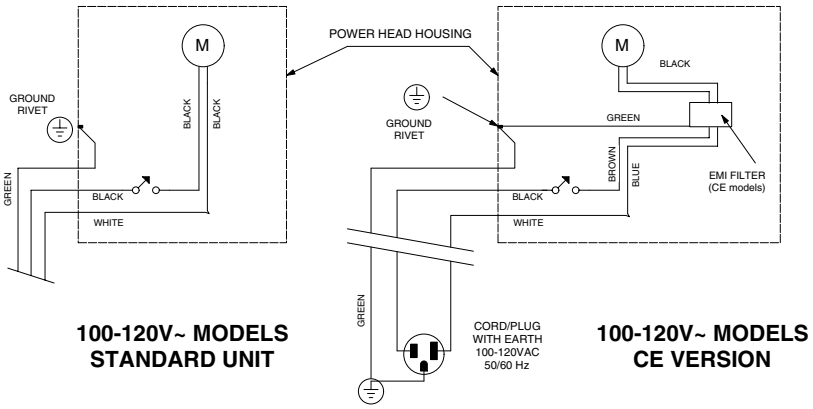 POWER HEAD HOUSING
M
M
BLACK
GROUND
RIVET
BLACK
BLACK
GROUND
RIVET
GREEN
GREEN
BLACK
WHITE
BROWN
BLUE
EMI FILTER
(CE models)
BLACK
WHITE
GREEN
100-120V~ MODELS
STANDARD UNIT
CORD/PLUG
WITH EARTH
100-120VAC
50/60 Hz
100-120V~ MODELS
CE VERSION